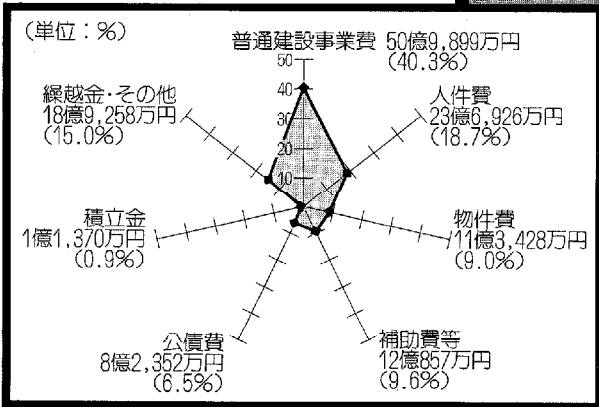 (単位：%)
普通建設事業費 50億9,899万円
(40.3%)
50
40
30
20
10
人件費
23億6,926万円
(18.7%)
物件費
11億3,428万円
(9.0%)
補助費等
12億857万円
(9.6%)
公債費
8億2,352万円
(6.5%)
積立金
1億1,370万円
(0.9%)
繰越金·その他
18億9,258万円
(15.0%)